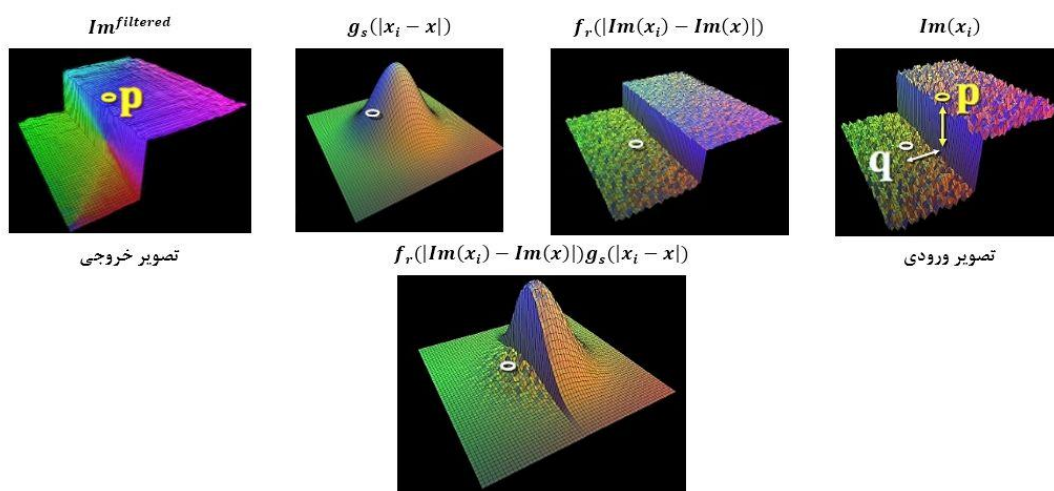 Im^filtered
g_s(|x_i − x|)
f_r(|Im(x_i) − Im(x)|)
Im(x_i)
p
p
q
تصویر خروجی
تصویر ورودی
f_r(|Im(x_i) − Im(x)|)g_s(|x_i − x|)